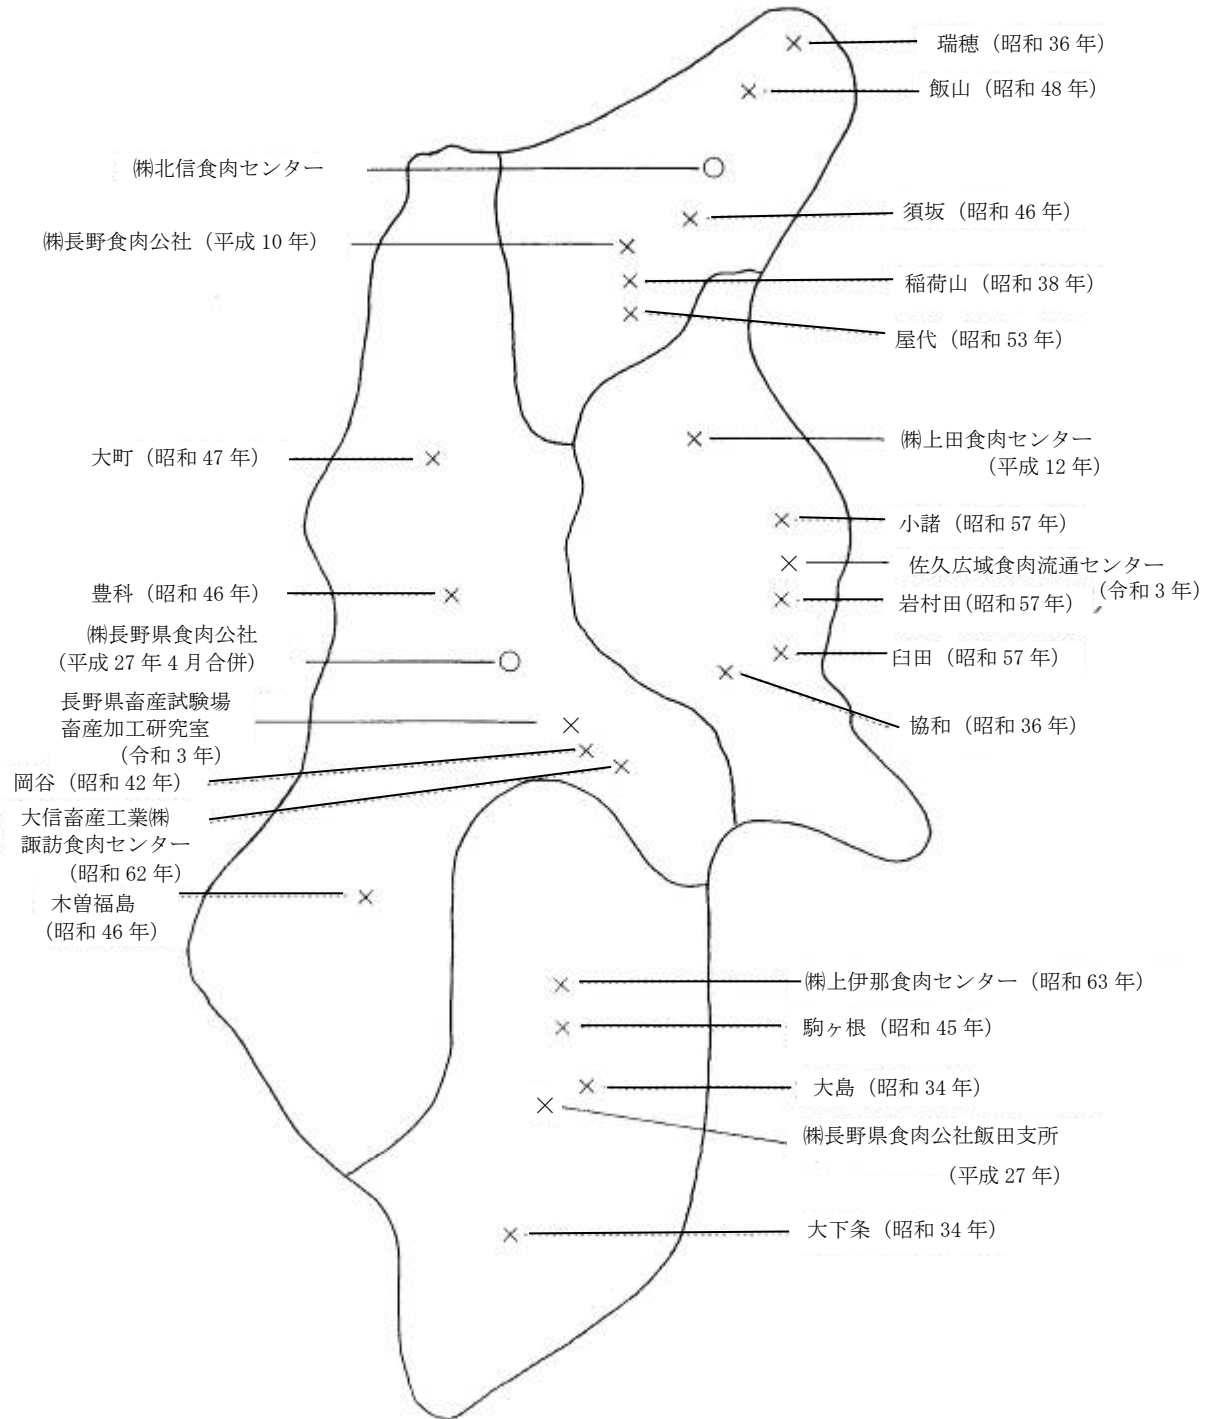 瑞穂（昭和 36 年）
飯山（昭和 48 年）
㈱北信食肉センター
須坂（昭和 46 年）
㈱長野食肉公社（平成 10 年）
稲荷山（昭和 38 年）
屋代（昭和 53 年）
㈱上田食肉センター
（平成 12 年）
大町（昭和 47 年）
小諸（昭和 57 年）
佐久広域食肉流通センター
（令和 3 年）
豊科（昭和 46 年）
岩村田（昭和 57 年）
㈱長野県食肉公社
（平成 27 年 4 月合併）
臼田（昭和 57 年）
長野県畜産試験場
畜産加工研究室
（令和 3 年）
協和（昭和 36 年）
岡谷（昭和 42 年）
大信畜産工業㈱
諏訪食肉センター
（昭和 62 年）
木曽福島
（昭和 46 年）
㈱上伊那食肉センター（昭和 63 年）
駒ヶ根（昭和 45 年）
大島（昭和 34 年）
㈱長野県食肉公社飯田支所
（平成 27 年）
大下条（昭和 34 年）